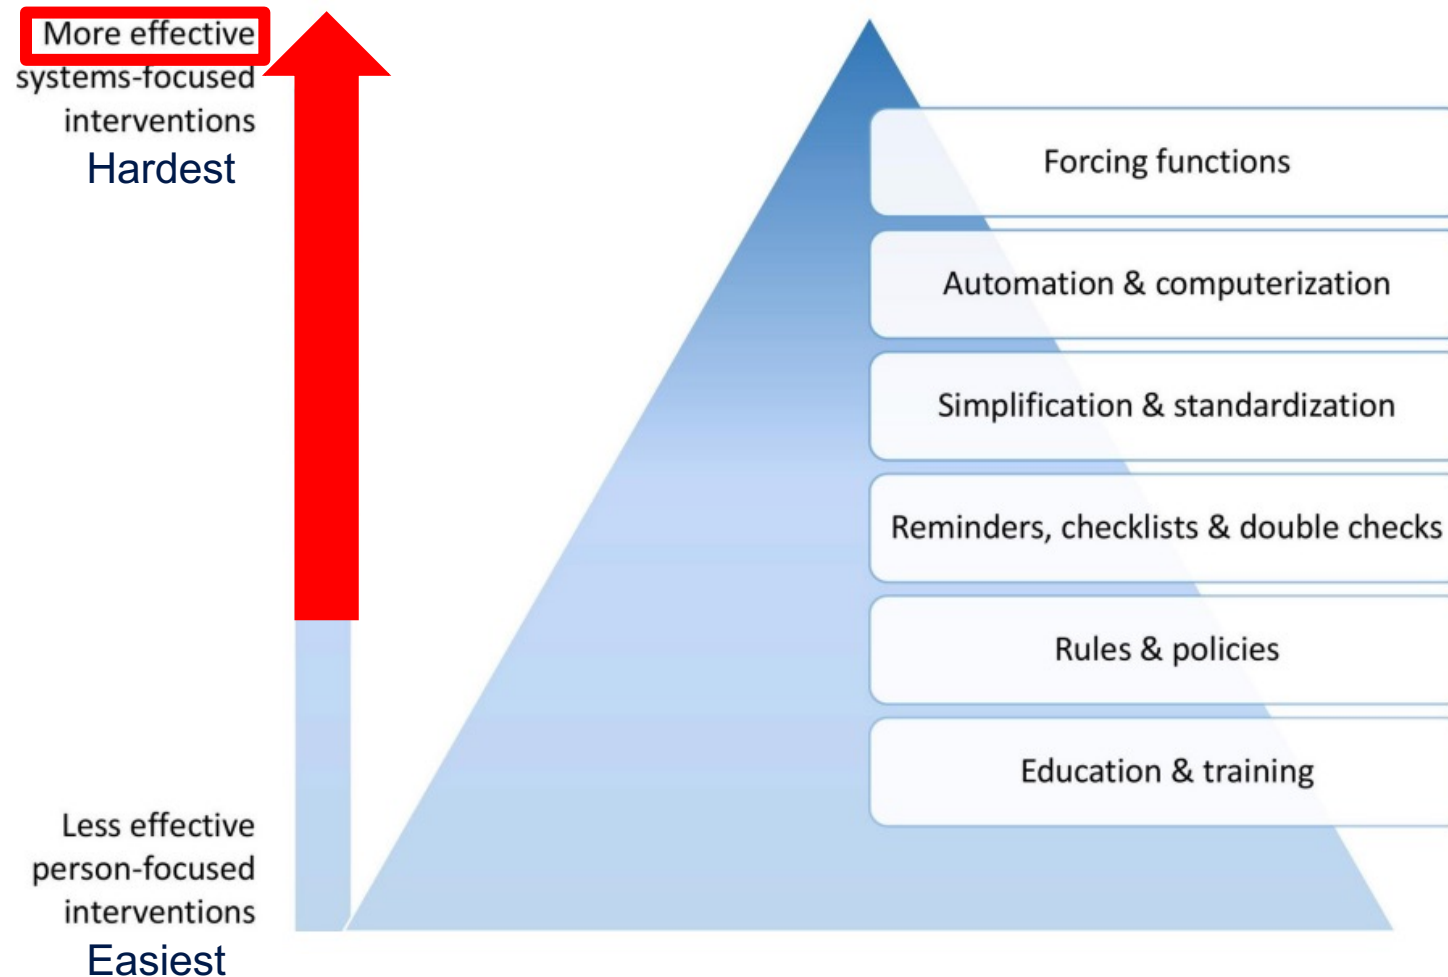 More effective
systems-focused
interventions
Hardest
Forcing functions
Automation & computerization
Simplification & standardization
Reminders, checklists & double checks
Rules & policies
Education & training
Less effective
person-focused
interventions
Easiest